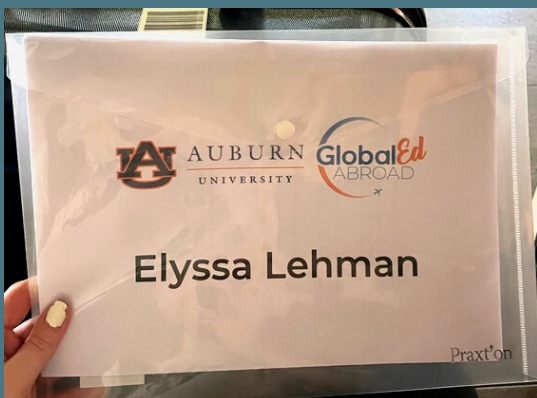 AU
AUBURN
UNIVERSITY
GlobalEd
ABROAD
Elyssa Lehman
Praxt'on